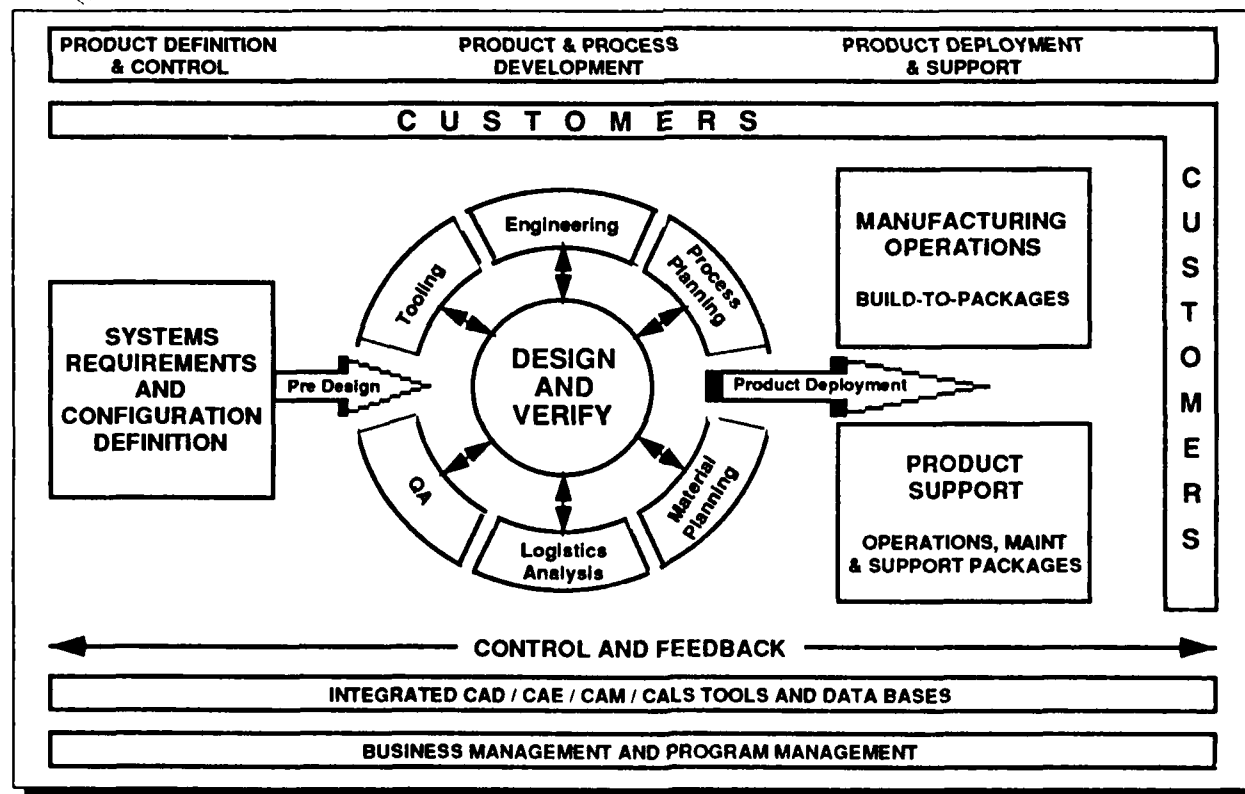 PRODUCT DEFINITION
& CONTROL
PRODUCT & PROCESS
DEVELOPMENT
PRODUCT DEPLOYMENT
& SUPPORT
CUSTOMERS
CUSTOMERS
SYSTEMS
REQUIREMENTS
AND
CONFIGURATION
DEFINITION
Pre Design
Tooling
Engineering
Process
Planning
DESIGN
AND
VERIFY
QA
Logistics
Analysis
Material
Planning
Product Deployment
MANUFACTURING
OPERATIONS
BUILD-TO-PACKAGES
PRODUCT
SUPPORT
OPERATIONS, MAINT
& SUPPORT PACKAGES
CONTROL AND FEEDBACK
INTEGRATED CAD / CAE / CAM / CALS TOOLS AND DATA BASES
BUSINESS MANAGEMENT AND PROGRAM MANAGEMENT